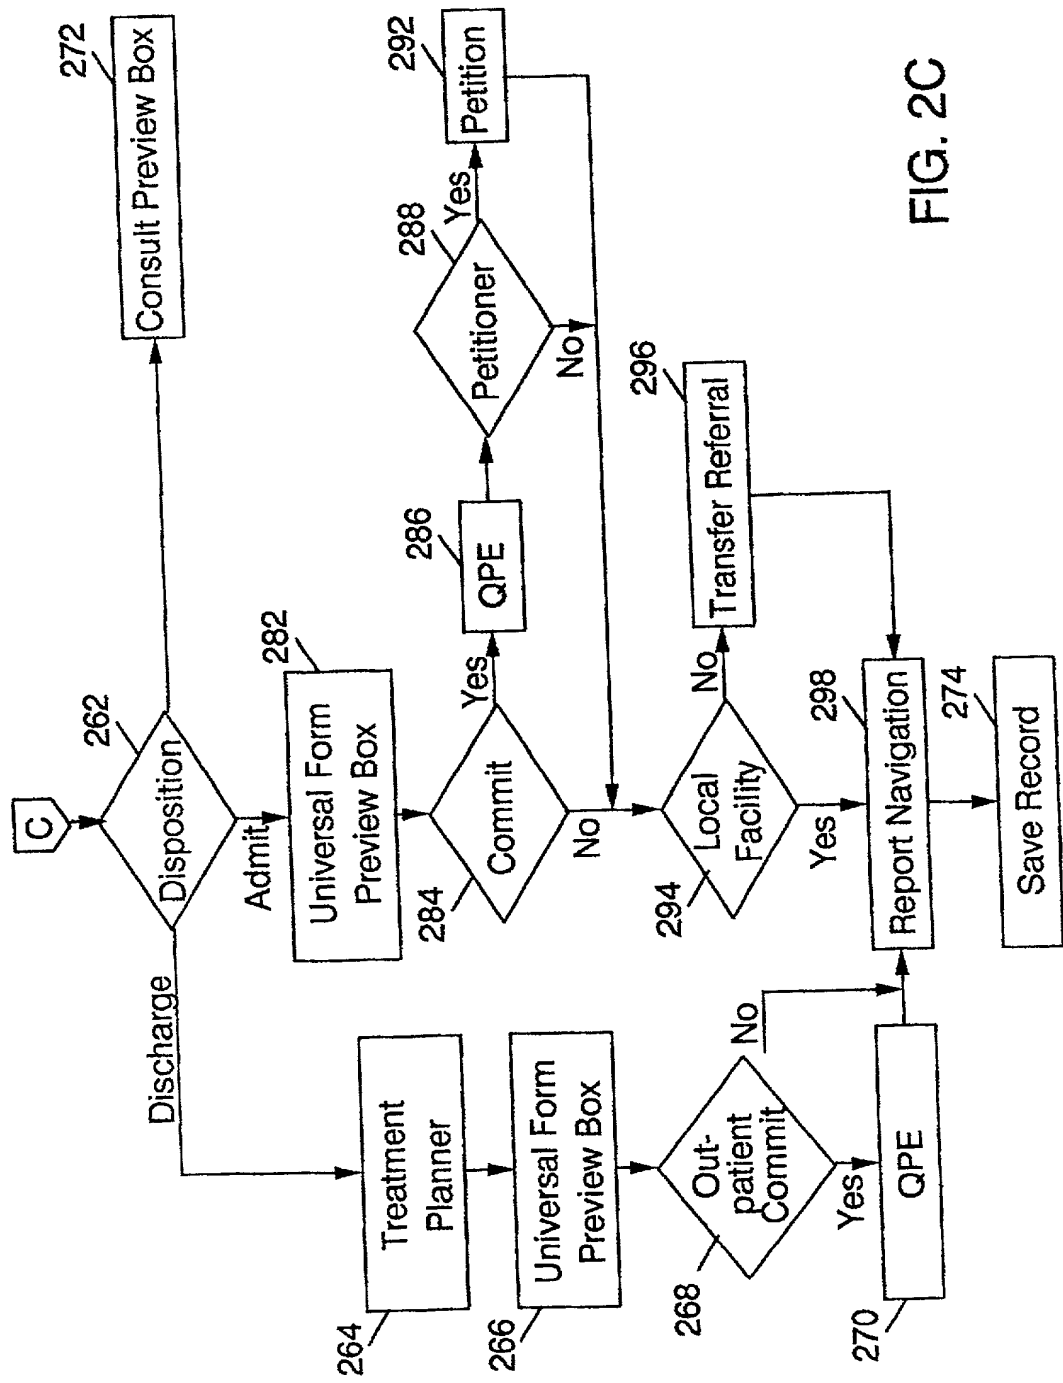 C
262
Disposition
Discharge
Admit
272
Consult Preview Box
264
Treatment
Planner
282
Universal Form
Preview Box
266
Universal Form
Preview Box
284
Commit
Yes
No
286
QPE
288
Petitioner
Yes
No
292
Petition
268
Out-
patient
Commit
No
Yes
294
Local
Facility
No
Yes
296
Transfer Referral
270
QPE
298
Report Navigation
274
Save Record
FIG. 2C